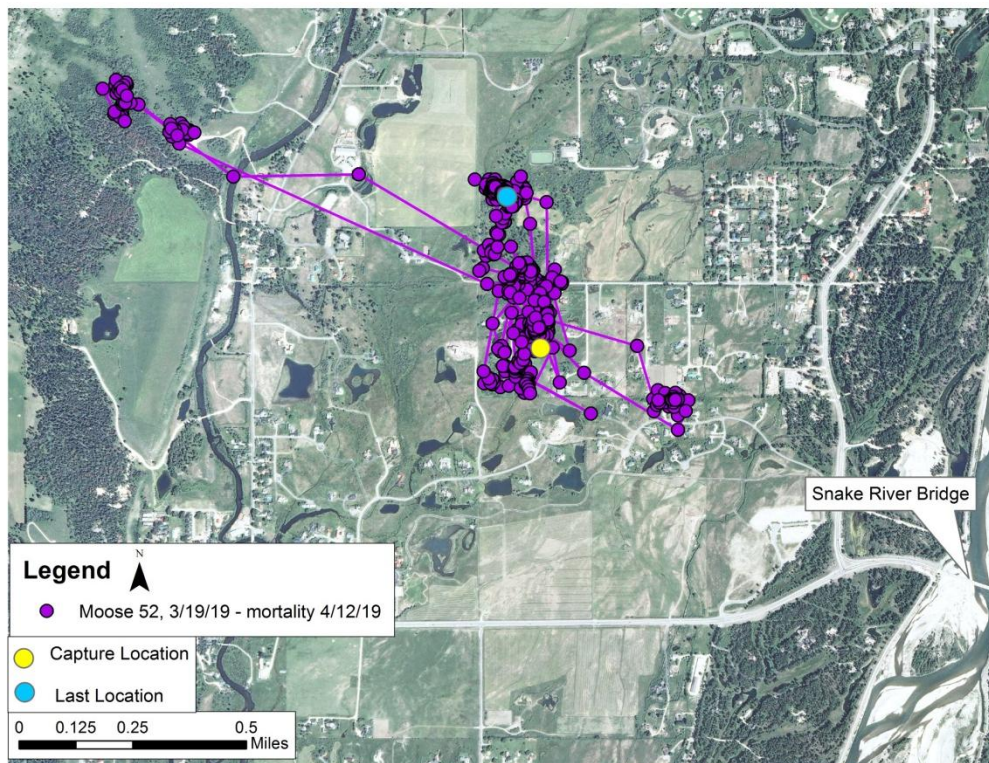 Snake River Bridge
Legend
N
Moose 52, 3/19/19 - mortality 4/12/19
Capture Location
Last Location
0 0.125 0.25 0.5
Miles